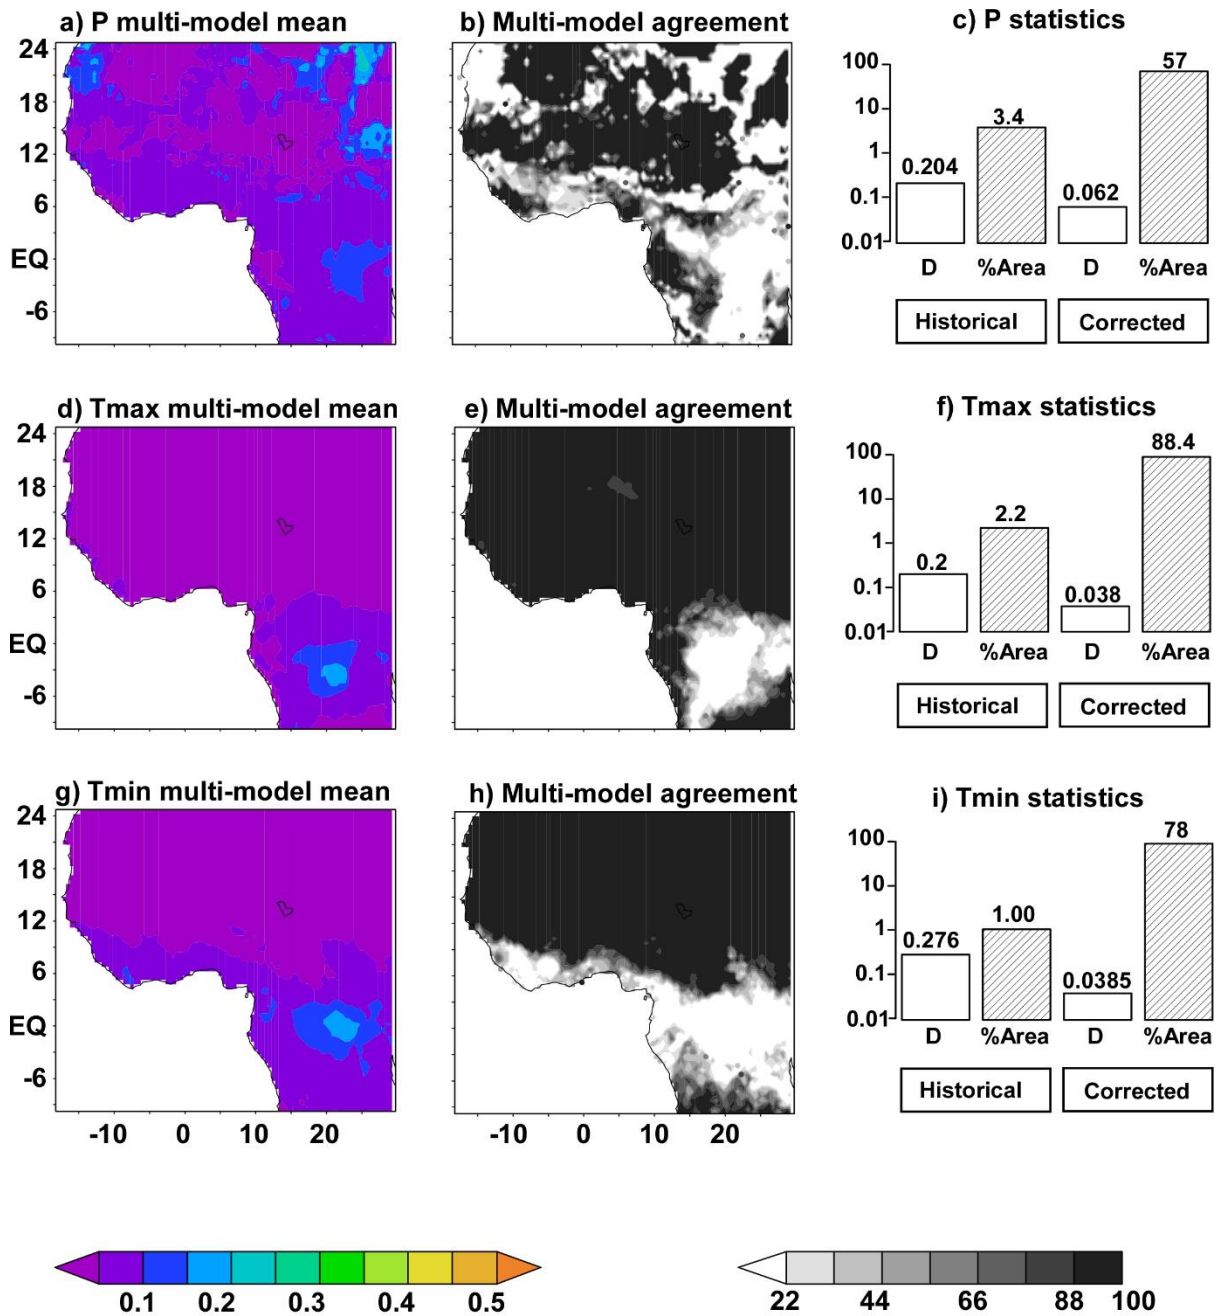 a) P multi-model mean
b) Multi-model agreement
c) P statistics
24
18
12
6
EQ
-6
100
10
1
0.1
0.01
0.204
3.4
0.062
57
D %Area D %Area
Historical Corrected
d) Tmax multi-model mean
e) Multi-model agreement
f) Tmax statistics
24
18
12
6
EQ
-6
100
10
1
0.1
0.01
0.2
2.2
0.038
88.4
D %Area D %Area
Historical Corrected
g) Tmin multi-model mean
h) Multi-model agreement
i) Tmin statistics
24
18
12
6
EQ
-6
100
10
1
0.1
0.01
0.276
1.00
0.0385
78
D %Area D %Area
Historical Corrected
-10 0 10 20
-10 0 10 20
0.1 0.2 0.3 0.4 0.5
22 44 66 88 100